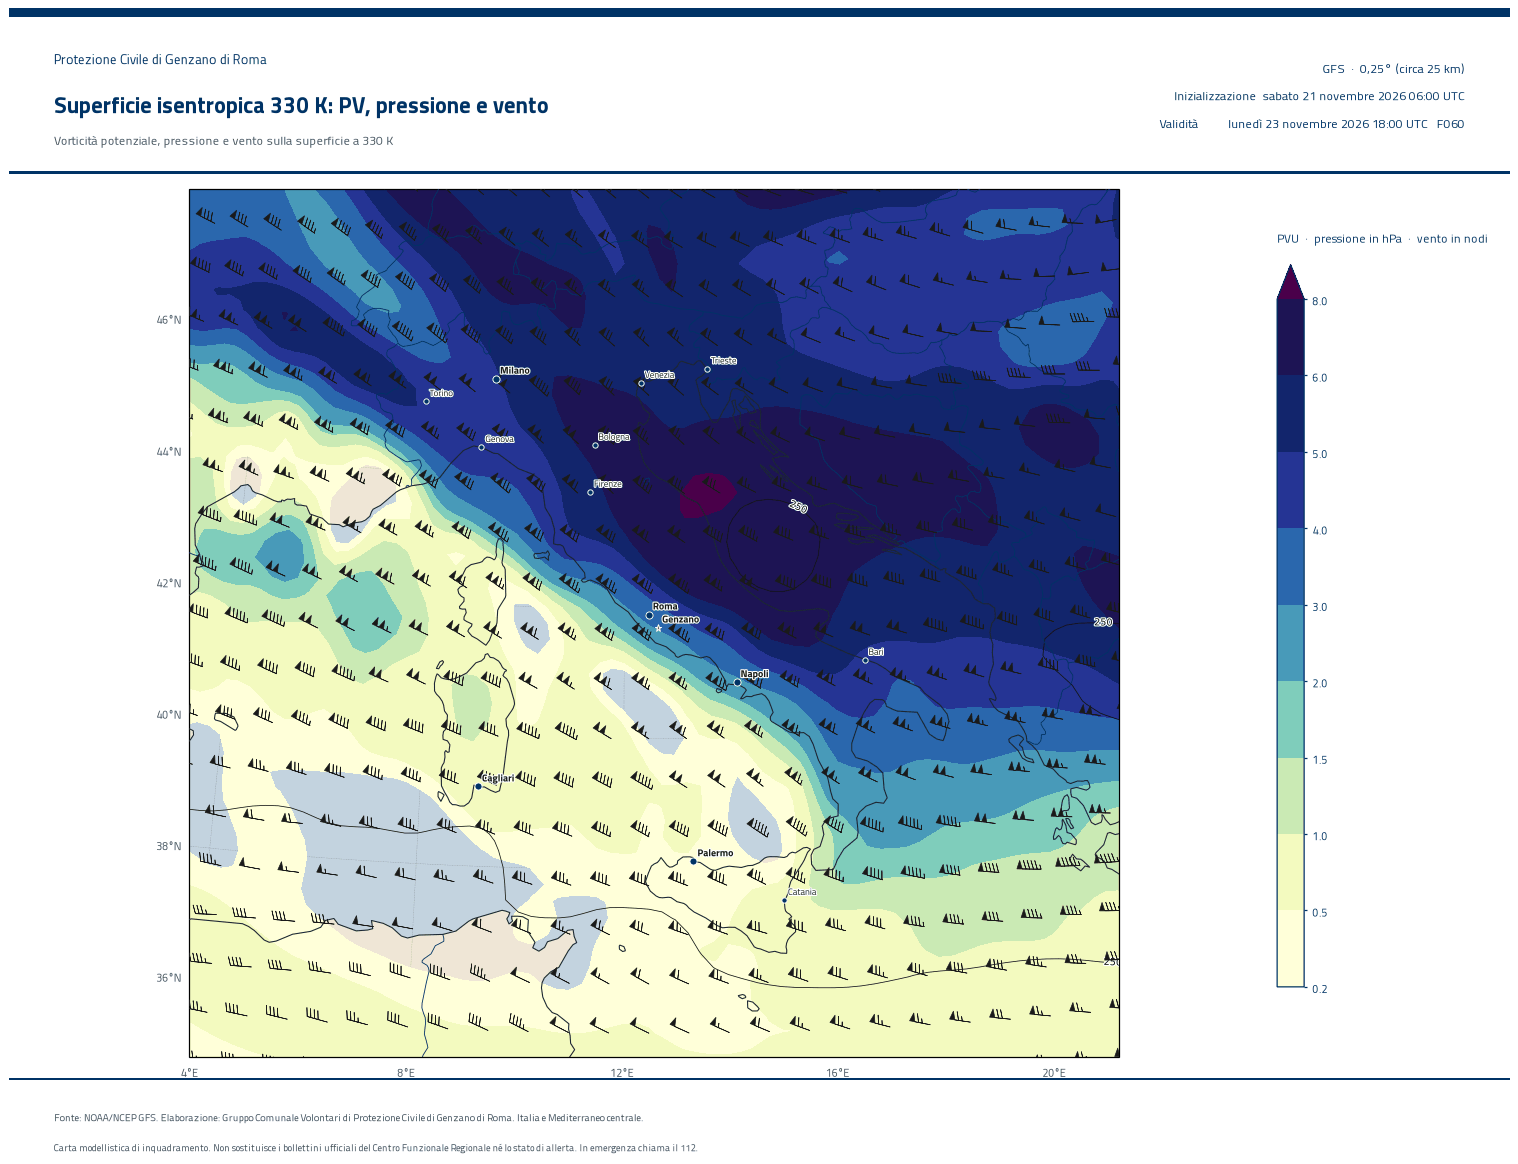 Protezione Civile di Genzano di Roma
Superficie isentropica 330 K: PV, pressione e vento
Vorticità potenziale, pressione e vento sulla superficie a 330 K
GFS · 0,25° (circa 25 km)
Inizializzazione sabato 21 novembre 2026 06:00 UTC
Validità lunedì 23 novembre 2026 18:00 UTC F060
PVU · pressione in hPa · vento in nodi
8.0
6.0
5.0
4.0
3.0
2.0
1.5
1.0
0.5
0.2
46°N
44°N
42°N
40°N
38°N
36°N
4°E
8°E
12°E
16°E
20°E
Trieste
Milano
Venezia
Torino
Bologna
Genova
Firenze
250
Roma
Genzano
250
Bari
Napoli
Cagliari
Palermo
Catania
Fonte: NOAA/NCEP GFS. Elaborazione: Gruppo Comunale Volontari di Protezione Civile di Genzano di Roma. Italia e Mediterraneo centrale.
Carta modellistica di inquadramento. Non sostituisce i bollettini ufficiali del Centro Funzionale Regionale né lo stato di allerta. In emergenza chiama il 112.